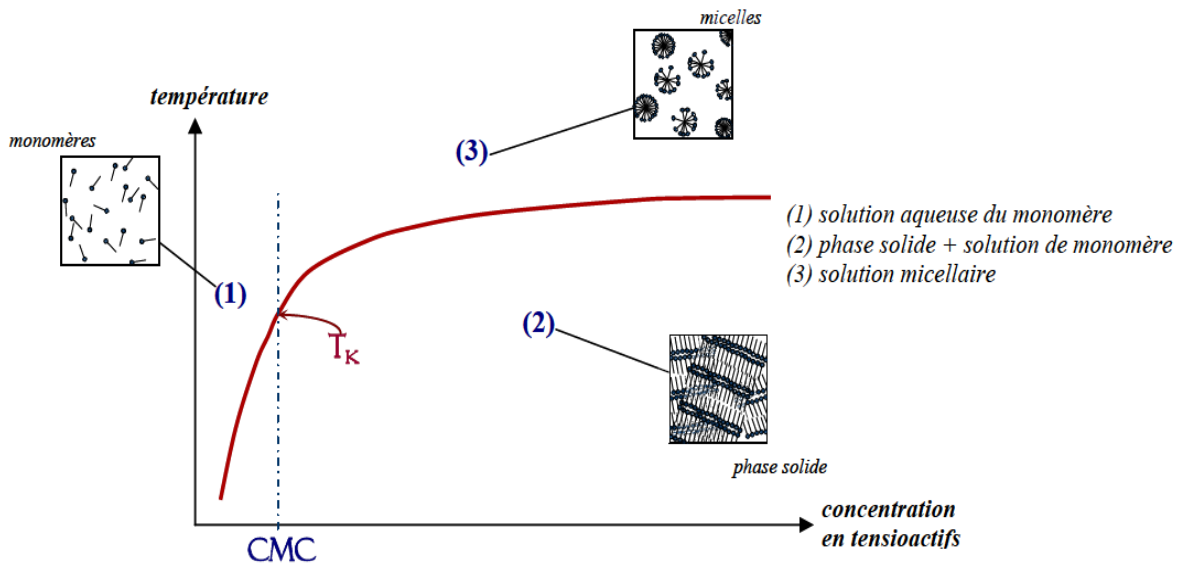 micelles
température
monomères
(3)
(1) solution aqueuse du monomère
(2) phase solide + solution de monomère
(3) solution micellaire
(1)
(2)
TK
phase solide
concentration
en tensioactifs
CMC